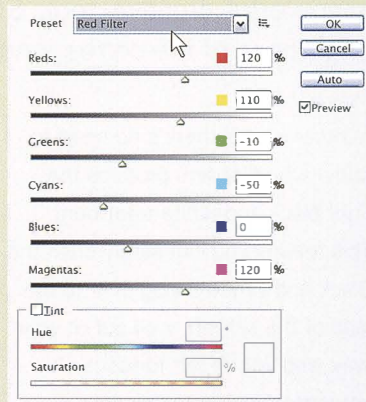 Preset Red Filter OK
Cancel
Reds: 120 %
Auto
Yellows: 110 %
Preview
Greens: -10 %
Cyans: -50 %
Blues: 0 %
Magentas: 120 %
Tint
Hue °
Saturation %